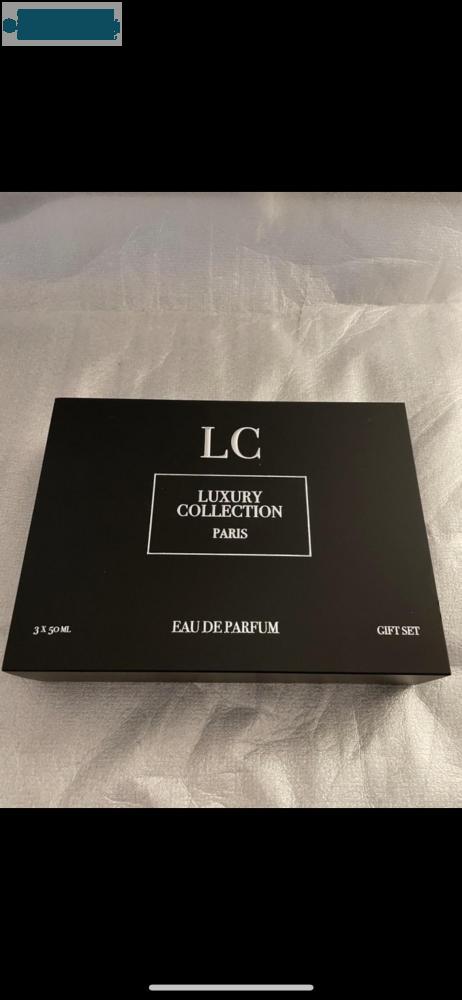 LC
LUXURY
COLLECTION
PARIS
3 X 50 ML
EAU DE PARFUM
GIFT SET